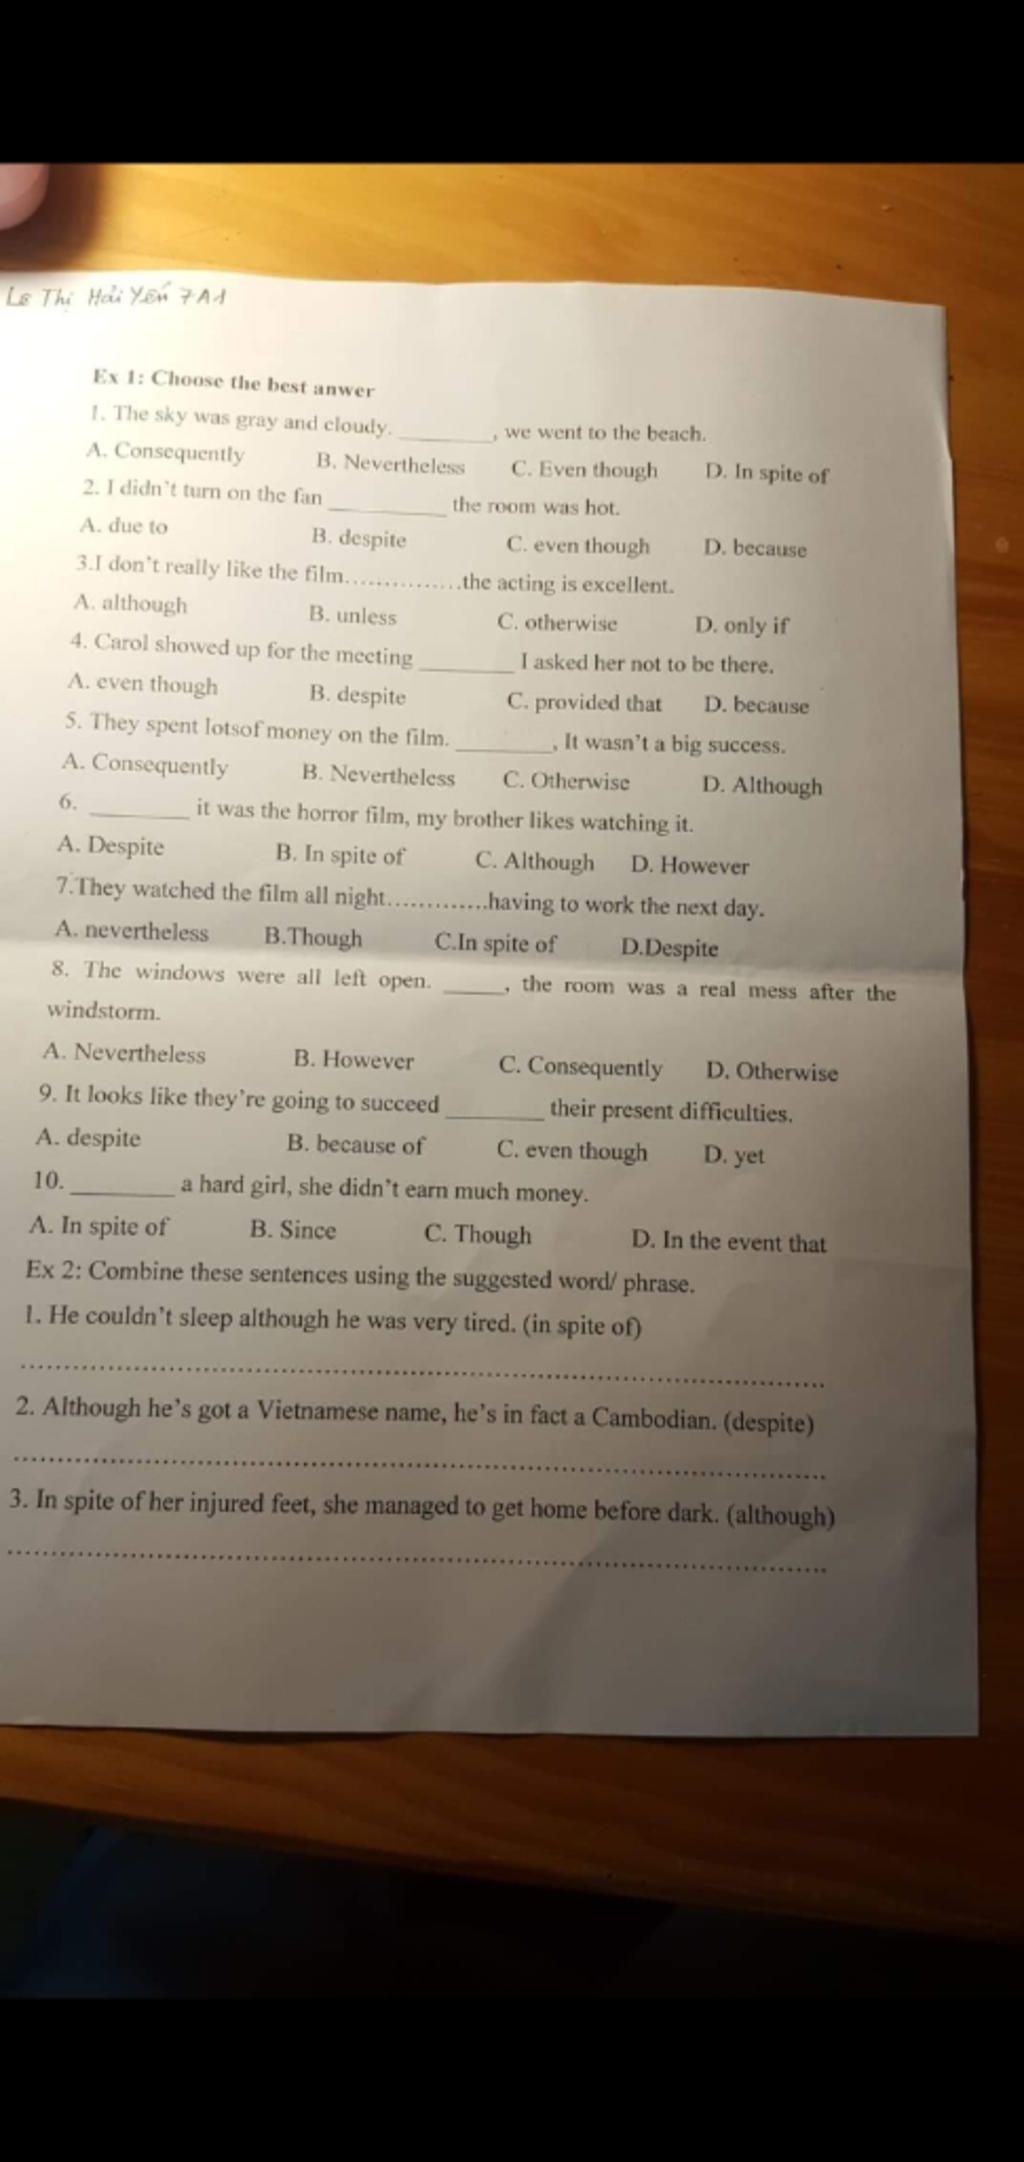 Le Thị Hải Yến 7A1
Ex 1: Choose the best anwer
1. The sky was gray and cloudy. ________, we went to the beach.
A. Consequently B. Nevertheless C. Even though D. In spite of
2. I didn't turn on the fan __________ the room was hot.
A. due to B. despite C. even though D. because
3.I don't really like the film..............the acting is excellent.
A. although B. unless C. otherwise D. only if
4. Carol showed up for the meeting ________ I asked her not to be there.
A. even though B. despite C. provided that D. because
5. They spent lotsof money on the film. ________, It wasn't a big success.
A. Consequently B. Nevertheless C. Otherwise D. Although
6. ________ it was the horror film, my brother likes watching it.
A. Despite B. In spite of C. Although D. However
7.They watched the film all night.............having to work the next day.
A. nevertheless B.Though C.In spite of D.Despite
8. The windows were all left open. _____, the room was a real mess after the
windstorm.
A. Nevertheless B. However C. Consequently D. Otherwise
9. It looks like they're going to succeed ________ their present difficulties.
A. despite B. because of C. even though D. yet
10. ________ a hard girl, she didn't earn much money.
A. In spite of B. Since C. Though D. In the event that
Ex 2: Combine these sentences using the suggested word/ phrase.
1. He couldn't sleep although he was very tired. (in spite of)
2. Although he's got a Vietnamese name, he's in fact a Cambodian. (despite)
3. In spite of her injured feet, she managed to get home before dark. (although)